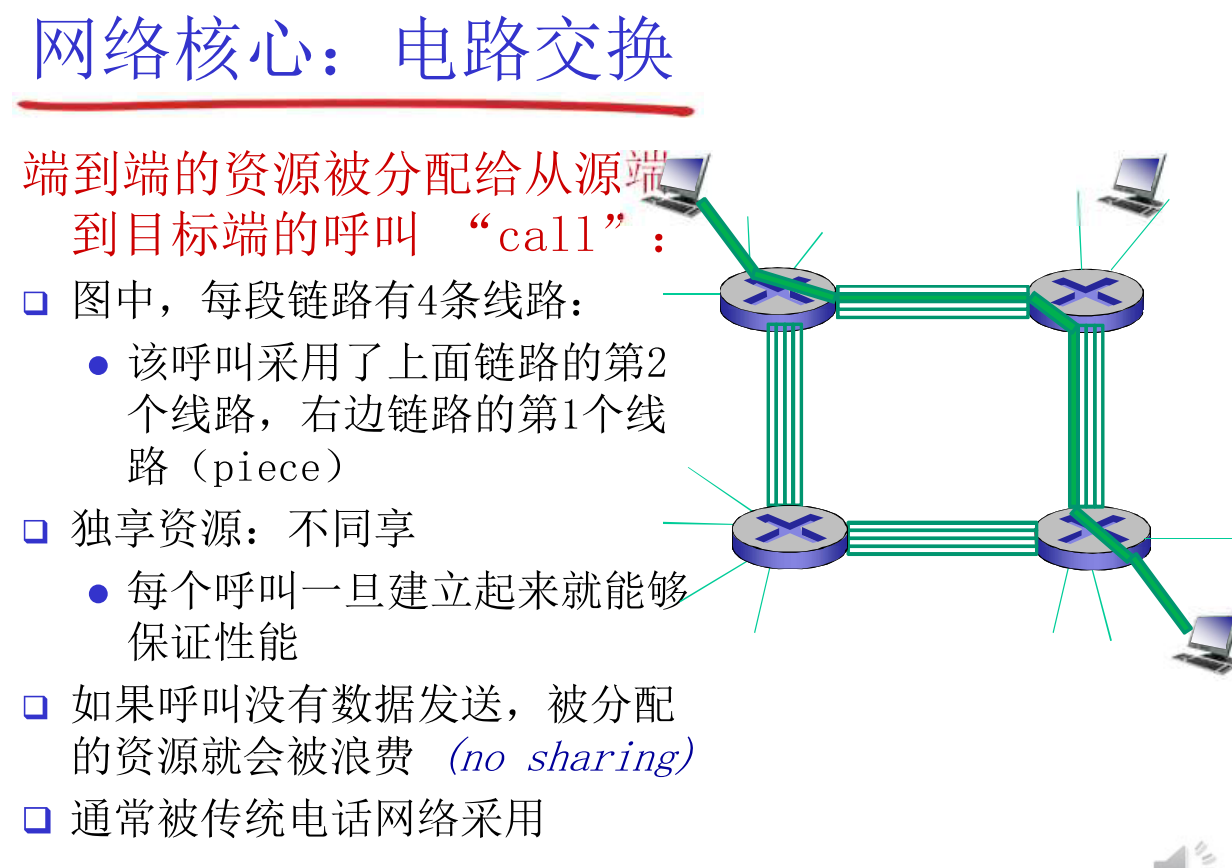 网络核心：电路交换
端到端的资源被分配给从源端
到目标端的呼叫 “call”：
图中，每段链路有4条线路：
该呼叫采用了上面链路的第2
个线路，右边链路的第1个线
路（piece）
独享资源：不同享
每个呼叫一旦建立起来就能够
保证性能
如果呼叫没有数据发送，被分配
的资源就会被浪费 (no sharing)
通常被传统电话网络采用